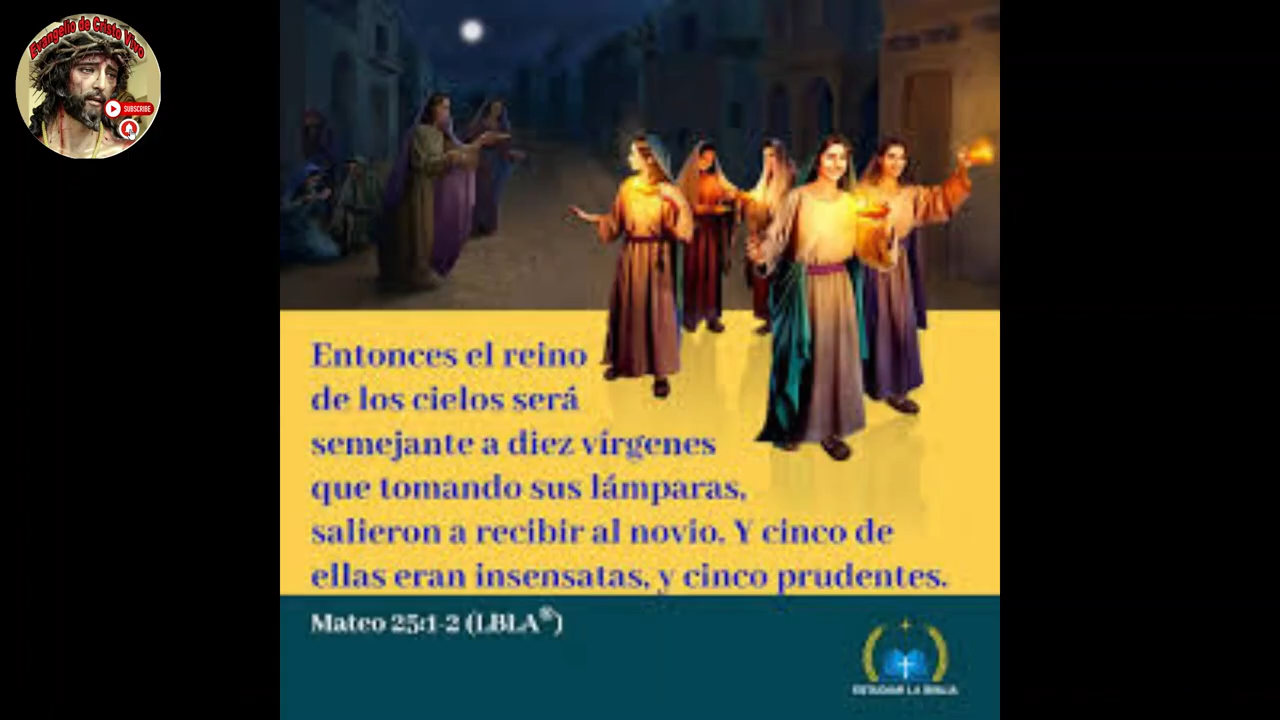 Evangelio de Cristo Vivo
SUBSCRIBE
Entonces el reino
de los cielos será
semejante a diez vírgenes
que tomando sus lámparas,
salieron a recibir al novio. Y cinco de
ellas eran insensatas, y cinco prudentes.
Mateo 25:1-2 (LBLA®)
ESTUDIAR LA BIBLIA